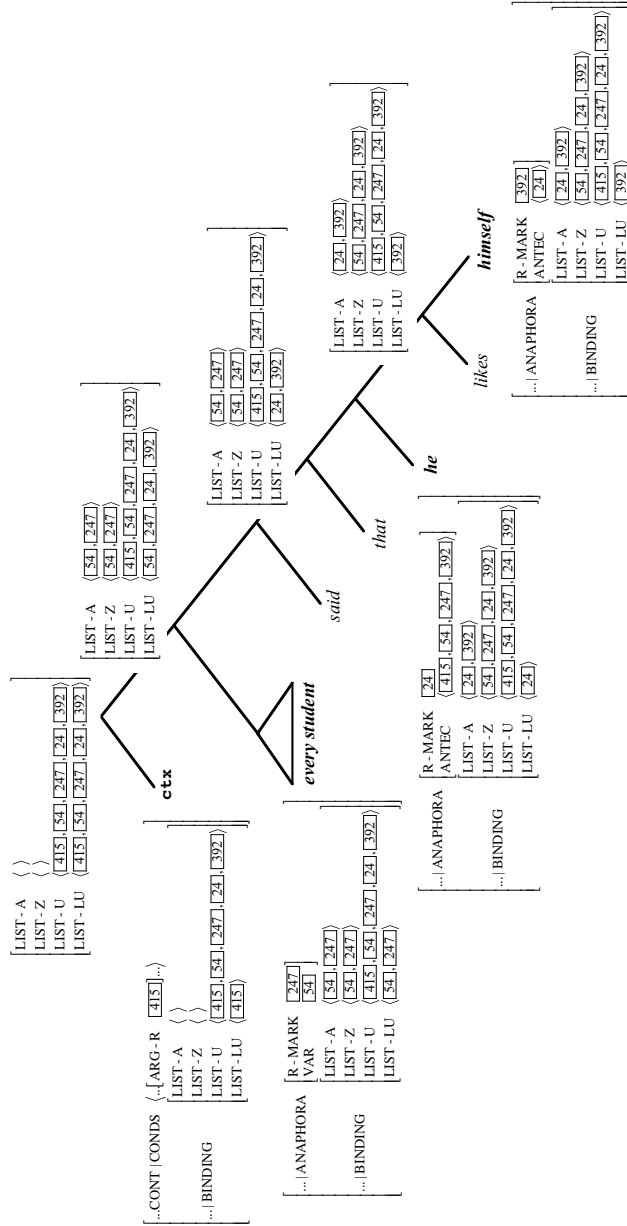 LIST-A ⟨⟩
LIST-Z ⟨⟩
LIST-U ⟨415, 54, 247, 24, 392⟩
LIST-LU ⟨415, 54, 247, 24, 392⟩
LIST-A ⟨54, 247⟩
LIST-Z ⟨54, 247⟩
LIST-U ⟨415, 54, 247, 24, 392⟩
LIST-LU ⟨54, 247, 24, 392⟩
LIST-A ⟨54, 247⟩
LIST-Z ⟨54, 247⟩
LIST-U ⟨415, 54, 247, 24, 392⟩
LIST-LU ⟨24, 392⟩
LIST-A ⟨24, 392⟩
LIST-Z ⟨54, 247, 24, 392⟩
LIST-U ⟨415, 54, 247, 24, 392⟩
LIST-LU ⟨392⟩
ctx
every student
said
that
he
likes
himself
...CONT|CONDS ⟨...[ARG-R 415]...⟩
...|BINDING
LIST-A ⟨⟩
LIST-Z ⟨⟩
LIST-U ⟨415, 54, 247, 24, 392⟩
LIST-LU ⟨415⟩
...|ANAPHORA
R-MARK 247
VAR 54
...|BINDING
LIST-A ⟨54, 247⟩
LIST-Z ⟨54, 247⟩
LIST-U ⟨415, 54, 247, 24, 392⟩
LIST-LU ⟨54, 247⟩
...|ANAPHORA
R-MARK 24
ANTEC ⟨415, 54, 247, 392⟩
...|BINDING
LIST-A ⟨24, 392⟩
LIST-Z ⟨54, 247, 24, 392⟩
LIST-U ⟨415, 54, 247, 24, 392⟩
LIST-LU ⟨24⟩
...|ANAPHORA
R-MARK 392
ANTEC ⟨24⟩
...|BINDING
LIST-A ⟨24, 392⟩
LIST-Z ⟨54, 247, 24, 392⟩
LIST-U ⟨415, 54, 247, 24, 392⟩
LIST-LU ⟨392⟩